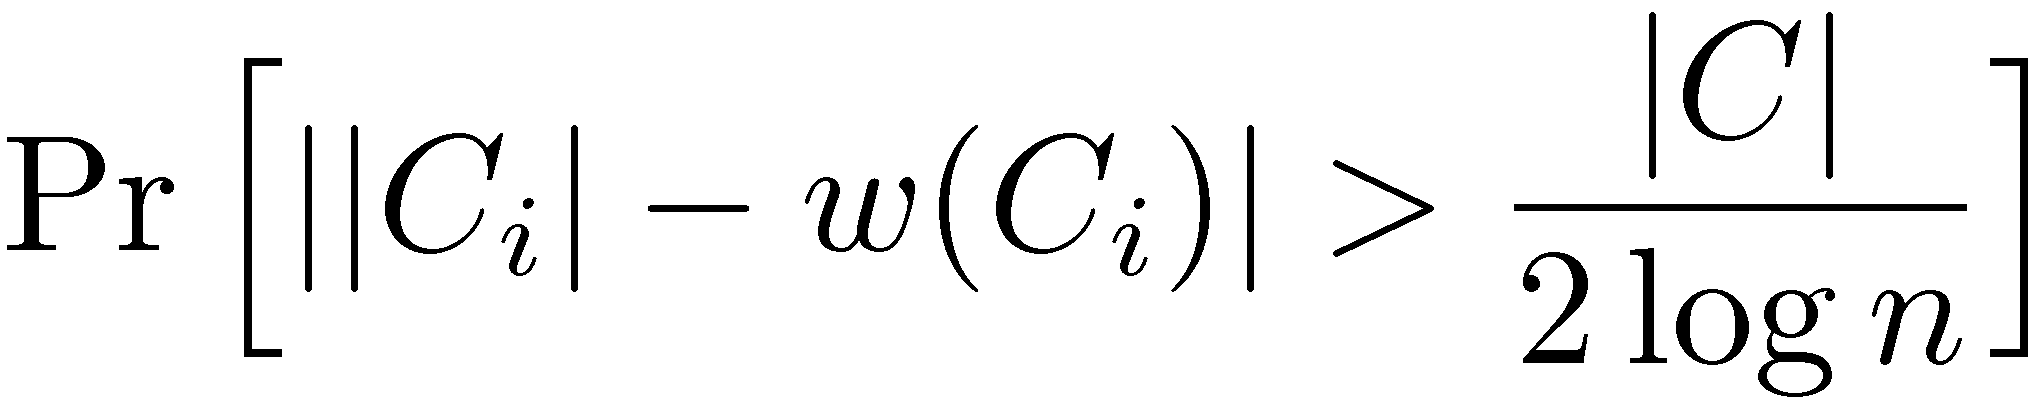 Pr [ ||C_i| − w(C_i)| > |C| / (2 log n) ]